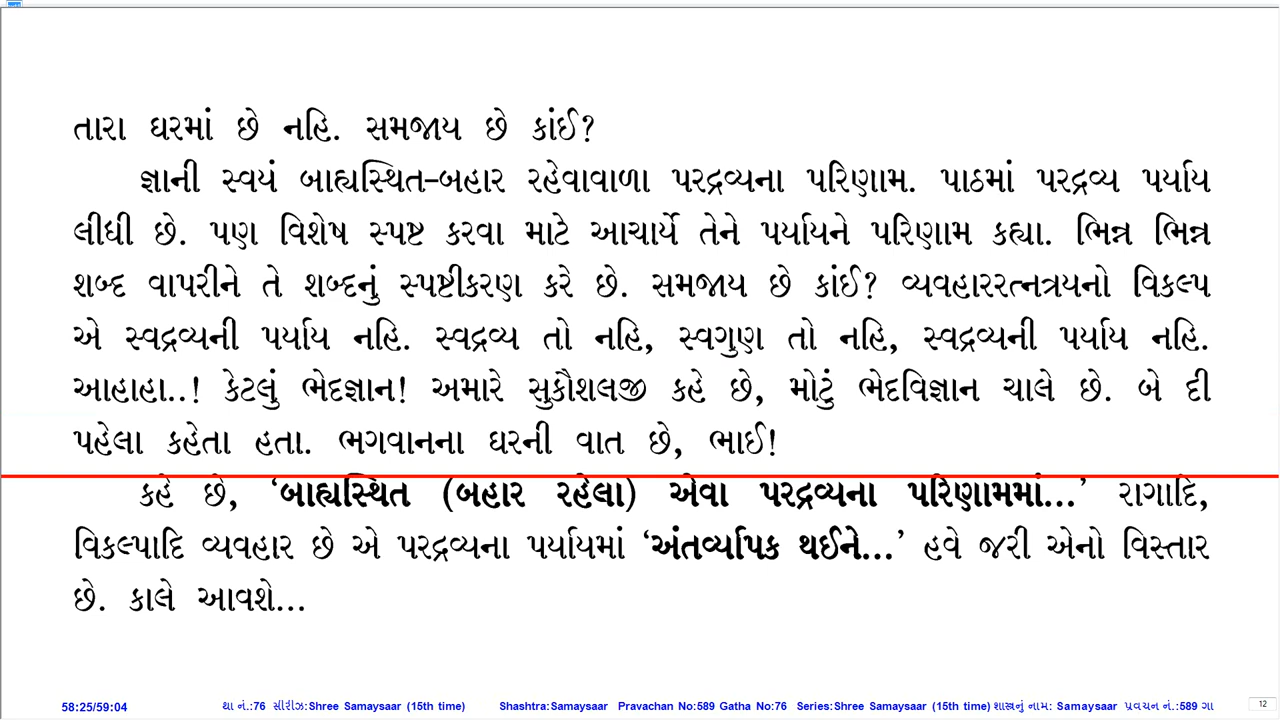 તારા ઘરમાં છે નહિ. સમજાય છે કાંઈ?
જ્ઞાની સ્વયં બાહ્યસ્થિત-બહાર રહેવાવાળા પરદ્રવ્યના પરિણામ. પાઠમાં પરદ્રવ્ય પર્યાય
લીધી છે. પણ વિશેષ સ્પષ્ટ કરવા માટે આચાર્યે તેને પર્યાયને પરિણામ કહ્યા. ભિન્ન ભિન્ન
શબ્દ વાપરીને તે શબ્દનું સ્પષ્ટીકરણ કરે છે. સમજાય છે કાંઈ? વ્યવહારરત્નત્રયનો વિકલ્પ
એ સ્વદ્રવ્યની પર્યાય નહિ. સ્વદ્રવ્ય તો નહિ, સ્વગુણ તો નહિ, સ્વદ્રવ્યની પર્યાય નહિ.
આહાહા..! કેટલું ભેદજ્ઞાન! અમારે સુકૌશલજી કહે છે, મોટું ભેદવિજ્ઞાન ચાલે છે. બે દી
પહેલા કહેતા હતા. ભગવાનના ઘરની વાત છે, ભાઈ!
કહે છે, ‘બાહ્યસ્થિત (બહાર રહેલા) એવા પરદ્રવ્યના પરિણામમાં...’ રાગાદિ,
વિકલ્પાદિ વ્યવહાર છે એ પરદ્રવ્યના પર્યાયમાં ‘અંતર્વ્યાપક થઈને...’ હવે જરી એનો વિસ્તાર
છે. કાલે આવશે...
58:25/59:04 થા નં.:76 સીરીઝ:Shree Samaysaar (15th time) Shashtra:Samaysaar Pravachan No:589 Gatha No:76 Series:Shree Samaysaar (15th time) શાસ્ત્રનું નામ: Samaysaar પ્રવચન નં.:589 ગા 12